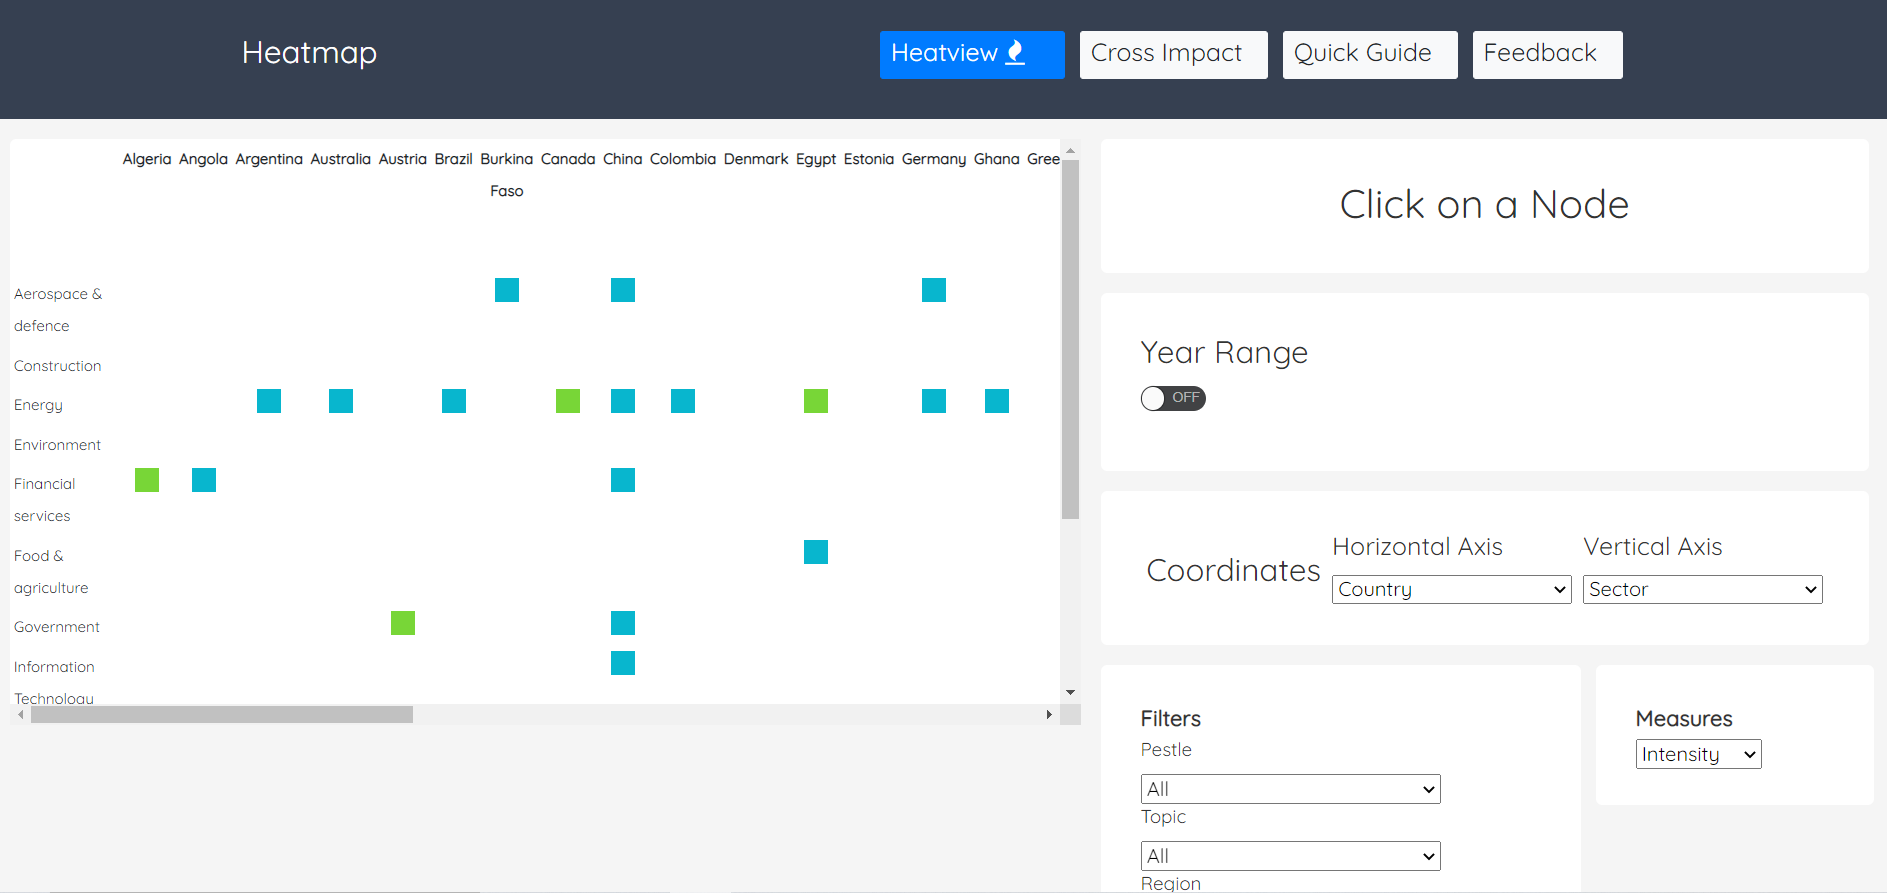 Heatmap
Heatview
Cross Impact
Quick Guide
Feedback
Algeria Angola Argentina Australia Austria Brazil Burkina Canada China Colombia Denmark Egypt Estonia Germany Ghana Gree
Faso
Aerospace &
defence
Construction
Energy
Environment
Financial
services
Food &
agriculture
Government
Information
Technology
Click on a Node
Year Range
OFF
Coordinates
Horizontal Axis
Country
Vertical Axis
Sector
Filters
Pestle
All
Topic
All
Region
Measures
Intensity